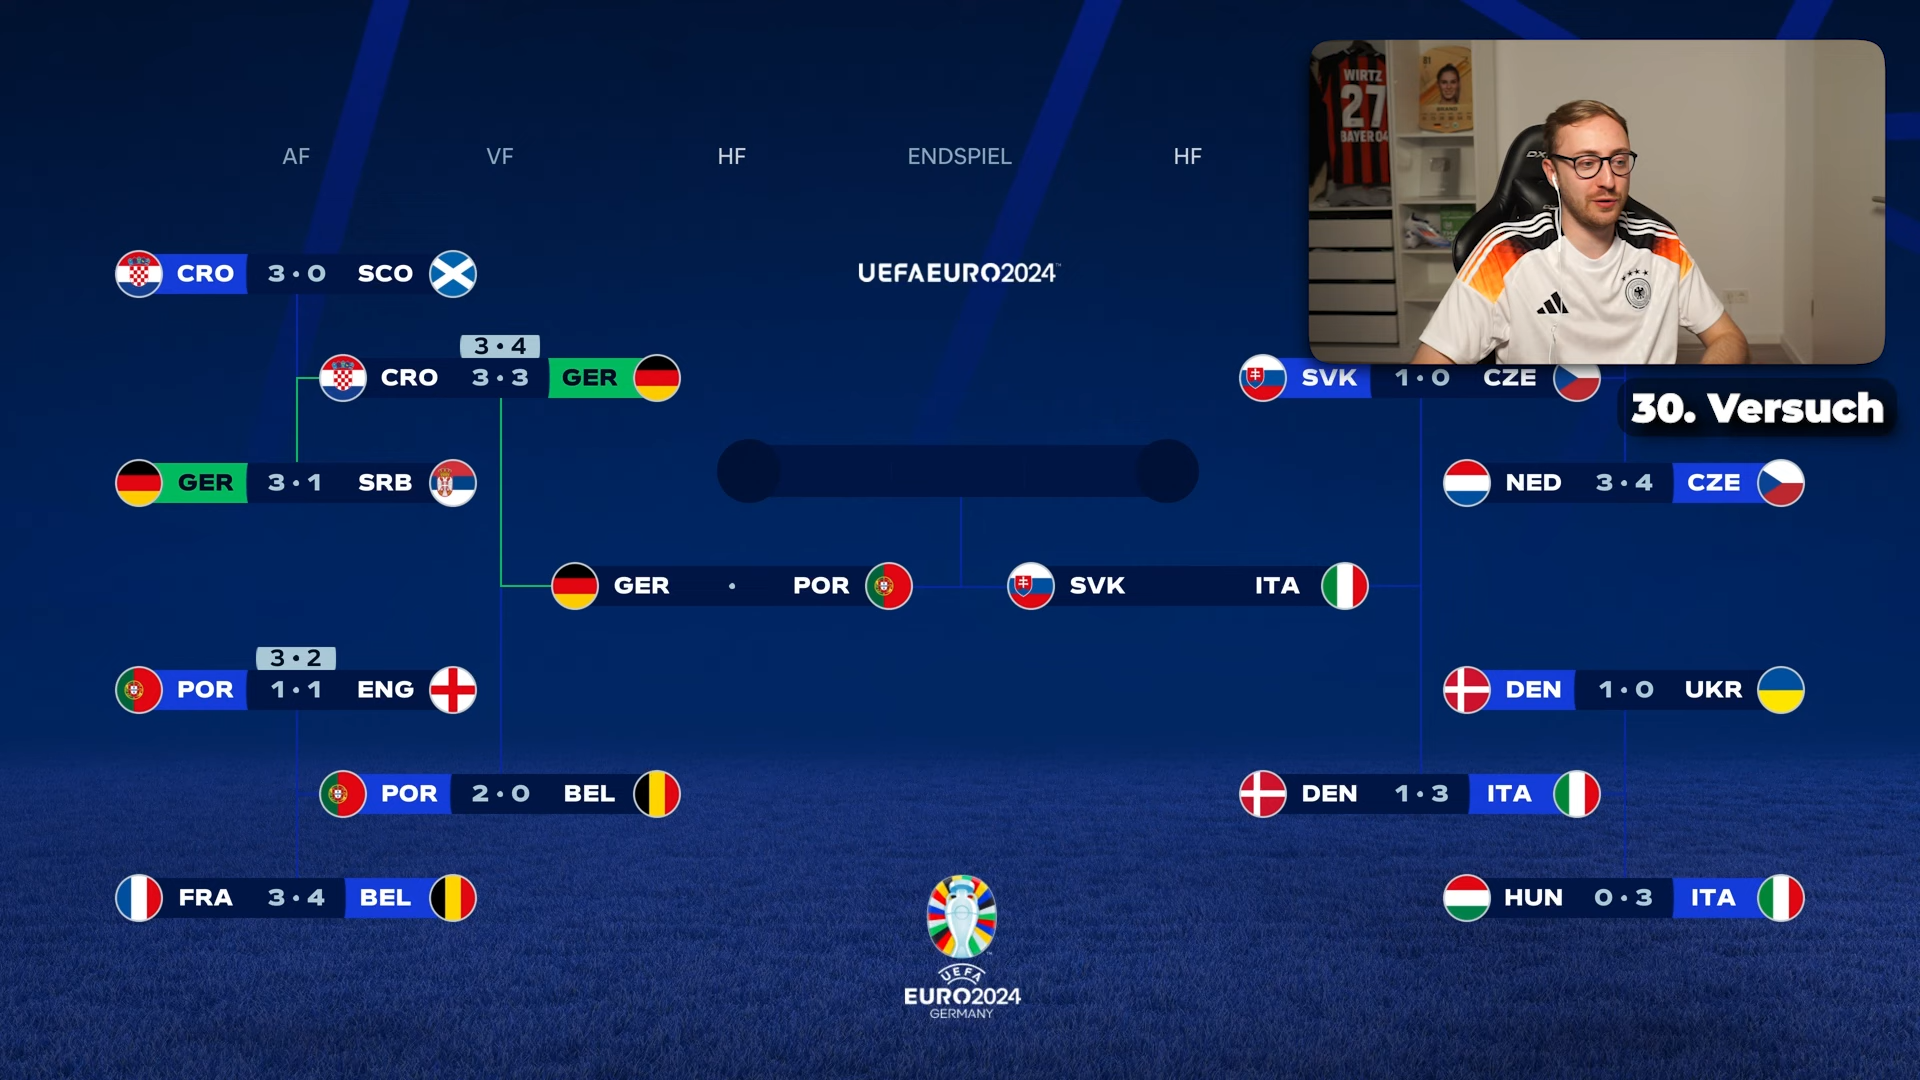 WIRTZ
27
BAYER 04
81
AF VF HF ENDSPIEL HF
UEFAEURO2024™
CRO 3 • 0 SCO
3 • 4
CRO 3 • 3 GER
SVK 1 • 0 CZE
30. Versuch
GER 3 • 1 SRB
NED 3 • 4 CZE
GER • POR
SVK ITA
3 • 2
POR 1 • 1 ENG
DEN 1 • 0 UKR
POR 2 • 0 BEL
DEN 1 • 3 ITA
FRA 3 • 4 BEL
HUN 0 • 3 ITA
UEFA
EURO2024
GERMANY